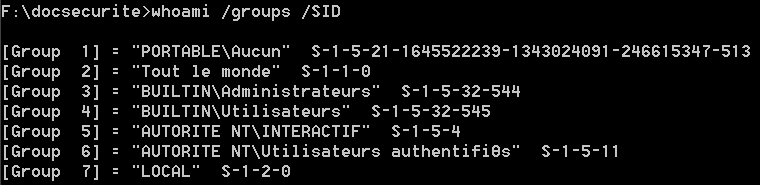 F:\docsecurite>whoami /groups /SID
[Group  1] = "PORTABLE\Aucun"  S-1-5-21-1645522239-1343024091-246615347-513
[Group  2] = "Tout le monde"  S-1-1-0
[Group  3] = "BUILTIN\Administrateurs"  S-1-5-32-544
[Group  4] = "BUILTIN\Utilisateurs"  S-1-5-32-545
[Group  5] = "AUTORITE NT\INTERACTIF"  S-1-5-4
[Group  6] = "AUTORITE NT\Utilisateurs authentifiθs"  S-1-5-11
[Group  7] = "LOCAL"  S-1-2-0